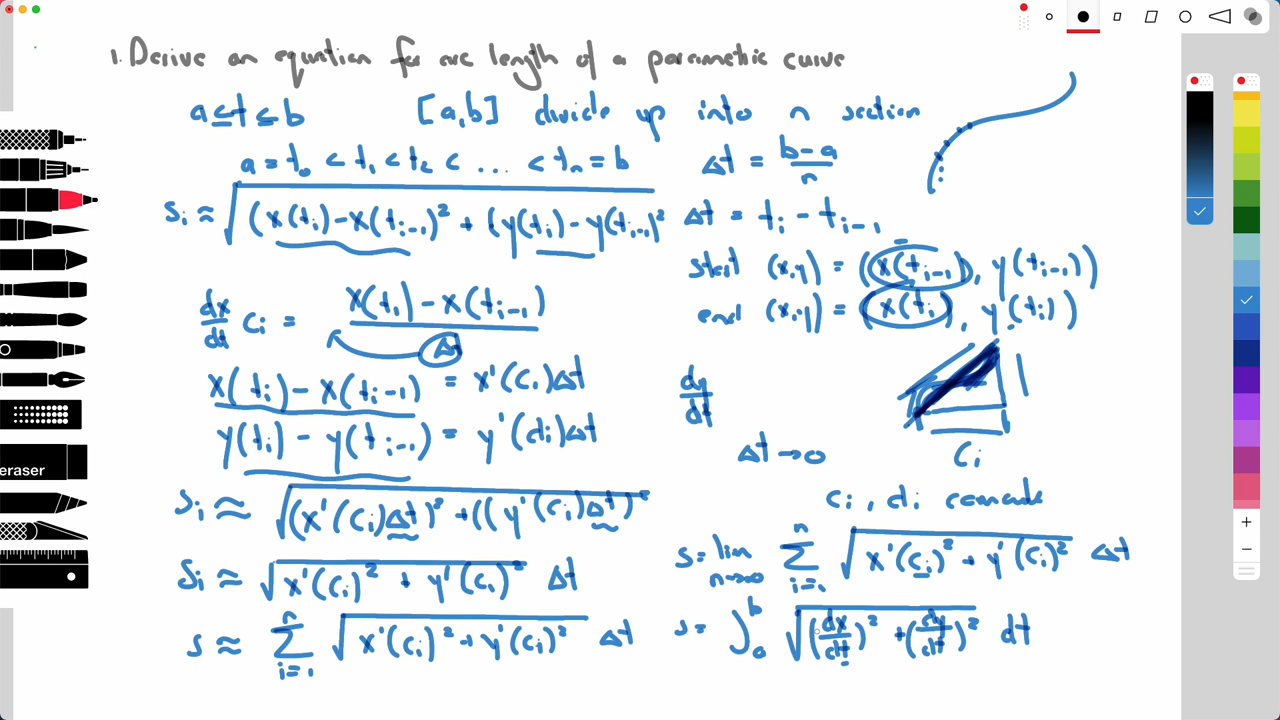 1. Derive an equation for arc length of a parametric curve
a ≤ t ≤ b [a,b] divide up into n section
a = t₀ < t₁ < t₂ < ... < tₙ = b Δt = (b-a)/n
sᵢ ≈ √((x(tᵢ)-x(tᵢ₋₁)² + (y(tᵢ)-y(tᵢ₋₁)²
Δt = tᵢ - tᵢ₋₁
start (x,y) = (x(tᵢ₋₁), y(tᵢ₋₁))
end (x,y) = (x(tᵢ), y(tᵢ))
dx/dt cᵢ = x(tᵢ) - x(tᵢ₋₁) / Δt
x(tᵢ) - x(tᵢ₋₁) = x'(cᵢ)Δt
dy/dt
y(tᵢ) - y(tᵢ₋₁) = y'(dᵢ)Δt
Δt → 0
cᵢ
sᵢ ≈ √((x'(cᵢ)Δt)² + ((y'(cᵢ)Δt)²
cᵢ, dᵢ
sᵢ ≈ √(x'(cᵢ)² + y'(cᵢ)²) Δt
s = lim n→∞ Σ i=1 n √(x'(cᵢ)² + y'(cᵢ)²) Δt
s ≈ Σ i=1 n √(x'(cᵢ)² + y'(cᵢ)²) Δt
s = ∫ₐᵇ √((dx/dt)² + (dy/dt)²) dt
eraser